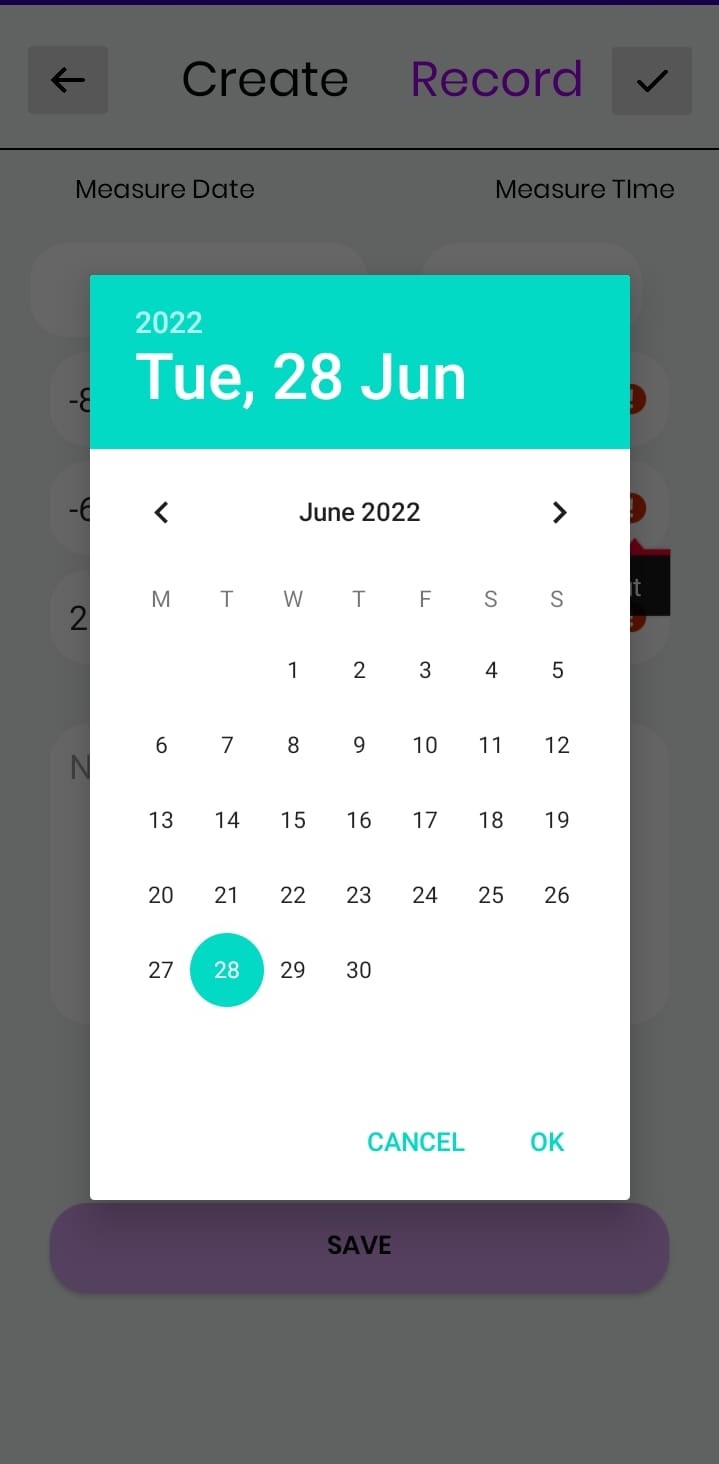 Create Record
Measure Date Measure TIme
2022
Tue, 28 Jun
-8
-6
2
June 2022
M T W T F S S
1 2 3 4 5
6 7 8 9 10 11 12
13 14 15 16 17 18 19
20 21 22 23 24 25 26
27 28 29 30
CANCEL OK
SAVE